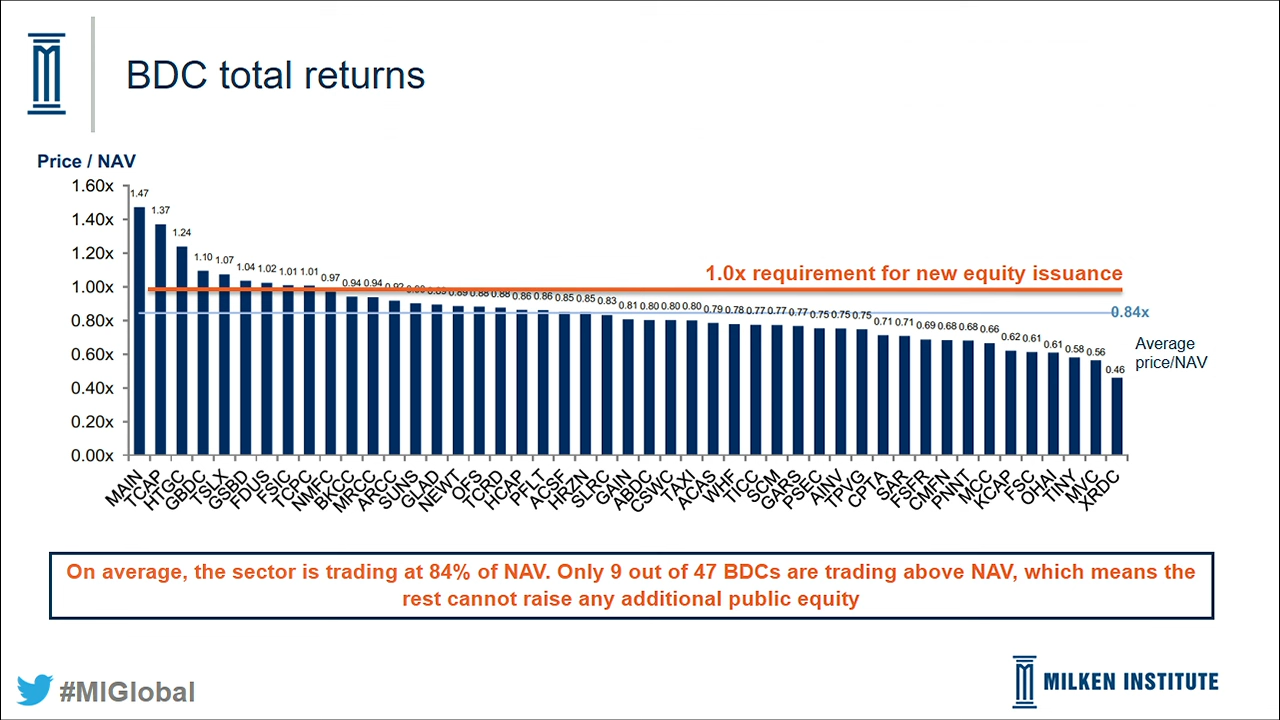 BDC total returns
Price / NAV
1.60x
1.40x
1.20x
1.00x
0.80x
0.60x
0.40x
0.20x
0.00x
1.47 1.37 1.24 1.10 1.07 1.04 1.02 1.01 1.01 0.97 0.94 0.94 0.92 0.89 0.88 0.88 0.86 0.86 0.85 0.85 0.83 0.81 0.80 0.80 0.80 0.79 0.78 0.77 0.77 0.77 0.75 0.75 0.75 0.71 0.71 0.69 0.68 0.68 0.66 0.62 0.61 0.61 0.58 0.56 0.46
1.0x requirement for new equity issuance
0.84x
Average
price/NAV
MAIN TCAP HTGC GBDC TSLX GSBD FDUS FSIC TCPC NMFC BKCC MRCC ARCC SUNS GLAD NEWT OFS TCRD HCAP PFLT ACSF HRZN SLRC GAIN ABDC CSWC TAXI ACAS WHF TICC SCM GARS PSEC AINV TPVG CPTA SAR FSFR CMFN PNNT MCC KCAP FSC OHAI TINY MVC XRDC
On average, the sector is trading at 84% of NAV. Only 9 out of 47 BDCs are trading above NAV, which means the
rest cannot raise any additional public equity
#MIGlobal
MILKEN INSTITUTE